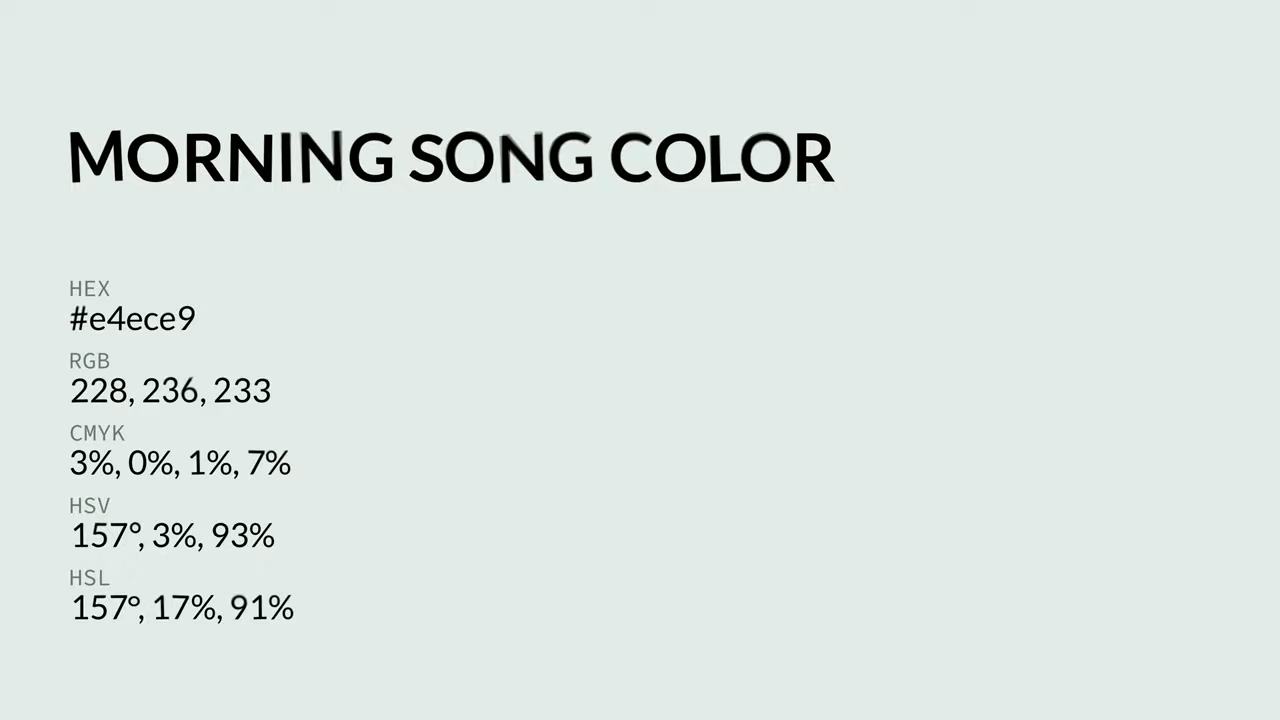 MORNING SONG COLOR
HEX
#e4ece9
RGB
228, 236, 233
CMYK
3%, 0%, 1%, 7%
HSV
157°, 3%, 93%
HSL
157°, 17%, 91%